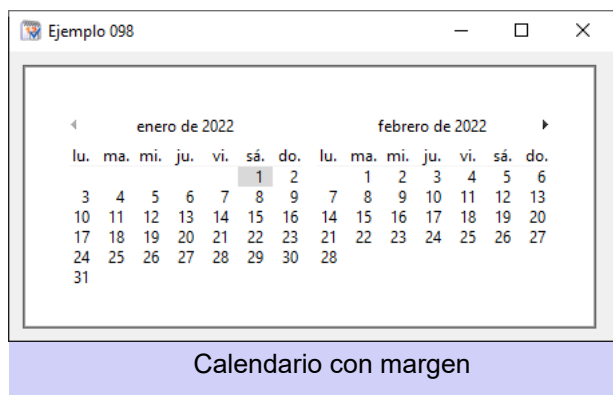 Ejemplo 098
enero de 2022 febrero de 2022
lu. ma. mi. ju. vi. sá. do. lu. ma. mi. ju. vi. sá. do.
1 2 1 2 3 4 5 6
3 4 5 6 7 8 9 7 8 9 10 11 12 13
10 11 12 13 14 15 16 14 15 16 17 18 19 20
17 18 19 20 21 22 23 21 22 23 24 25 26 27
24 25 26 27 28 29 30 28
31
Calendario con margen